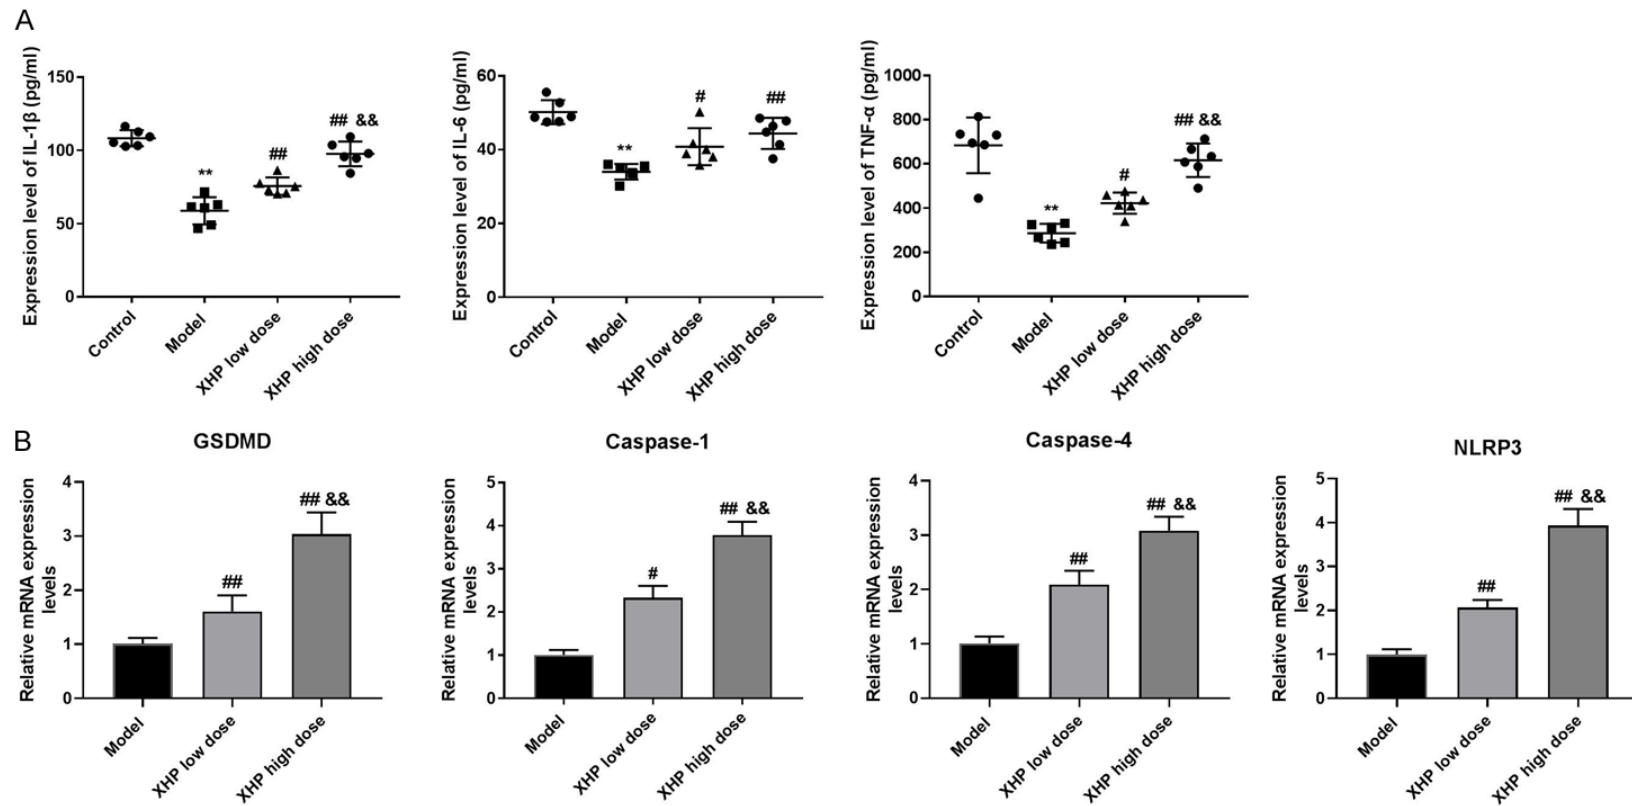 A
Expression level of IL-1β (pg/ml)
150
100
50
0
**
##
## &&
Control
Model
XHP low dose
XHP high dose
Expression level of IL-6 (pg/ml)
60
40
20
0
**
#
##
Control
Model
XHP low dose
XHP high dose
Expression level of TNF-α (pg/ml)
1000
800
600
400
200
0
**
#
## &&
Control
Model
XHP low dose
XHP high dose
B
GSDMD
Relative mRNA expression
levels
4
3
2
1
0
##
## &&
Model
XHP low dose
XHP high dose
Caspase-1
Relative mRNA expression
levels
5
4
3
2
1
0
#
## &&
Model
XHP low dose
XHP high dose
Caspase-4
Relative mRNA expression
levels
4
3
2
1
0
##
## &&
Model
XHP low dose
XHP high dose
NLRP3
Relative mRNA expression
levels
5
4
3
2
1
0
##
## &&
Model
XHP low dose
XHP high dose